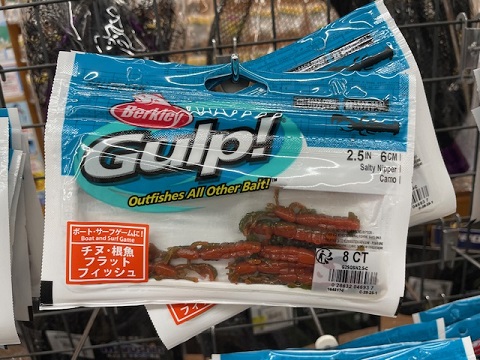 Berkley
Gulp!
Outfishes All Other Bait!
2.5IN 6CM
Salty Nipper
Camo
ボート・サーフゲームに!
Boat and Surf Game
チヌ・根魚
フラット
フィッシュ
8 CT